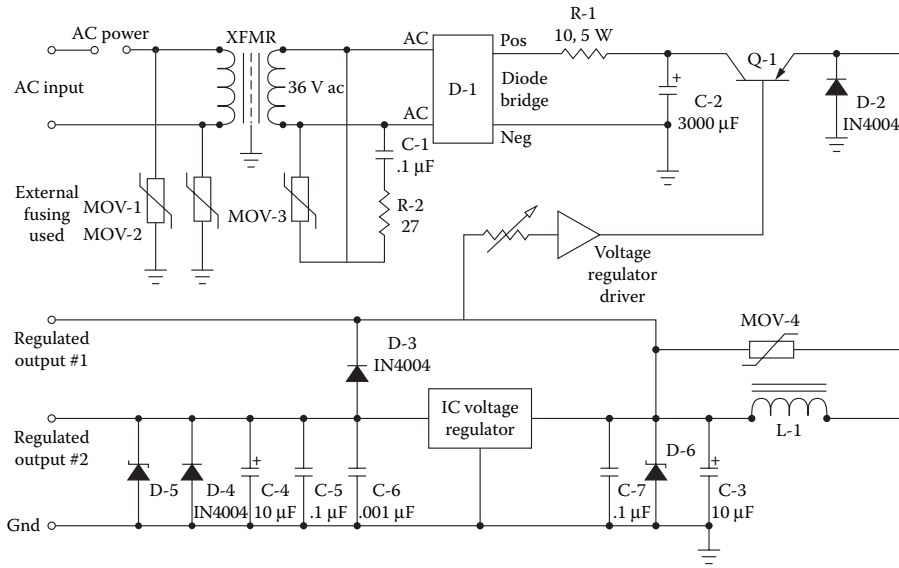 AC power
XFMR
AC
Pos
R-1
10, 5 W
Q-1
AC input
36 V ac
D-1
Diode
bridge
C-2
3000 µF
D-2
IN4004
AC
Neg
C-1
.1 µF
External
fusing
used
MOV-1
MOV-2
MOV-3
R-2
27
Voltage
regulator
driver
Regulated
output #1
D-3
IN4004
MOV-4
Regulated
output #2
IC voltage
regulator
L-1
D-5
D-4
IN4004
C-4
10 µF
C-5
.1 µF
C-6
.001 µF
C-7
.1 µF
D-6
C-3
10 µF
Gnd
+
+
+